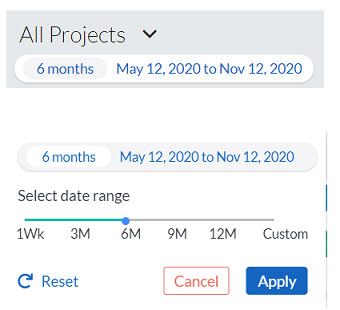 All Projects
6 months May 12, 2020 to Nov 12, 2020
6 months May 12, 2020 to Nov 12, 2020
Select date range
1Wk 3M 6M 9M 12M Custom
Reset Cancel Apply